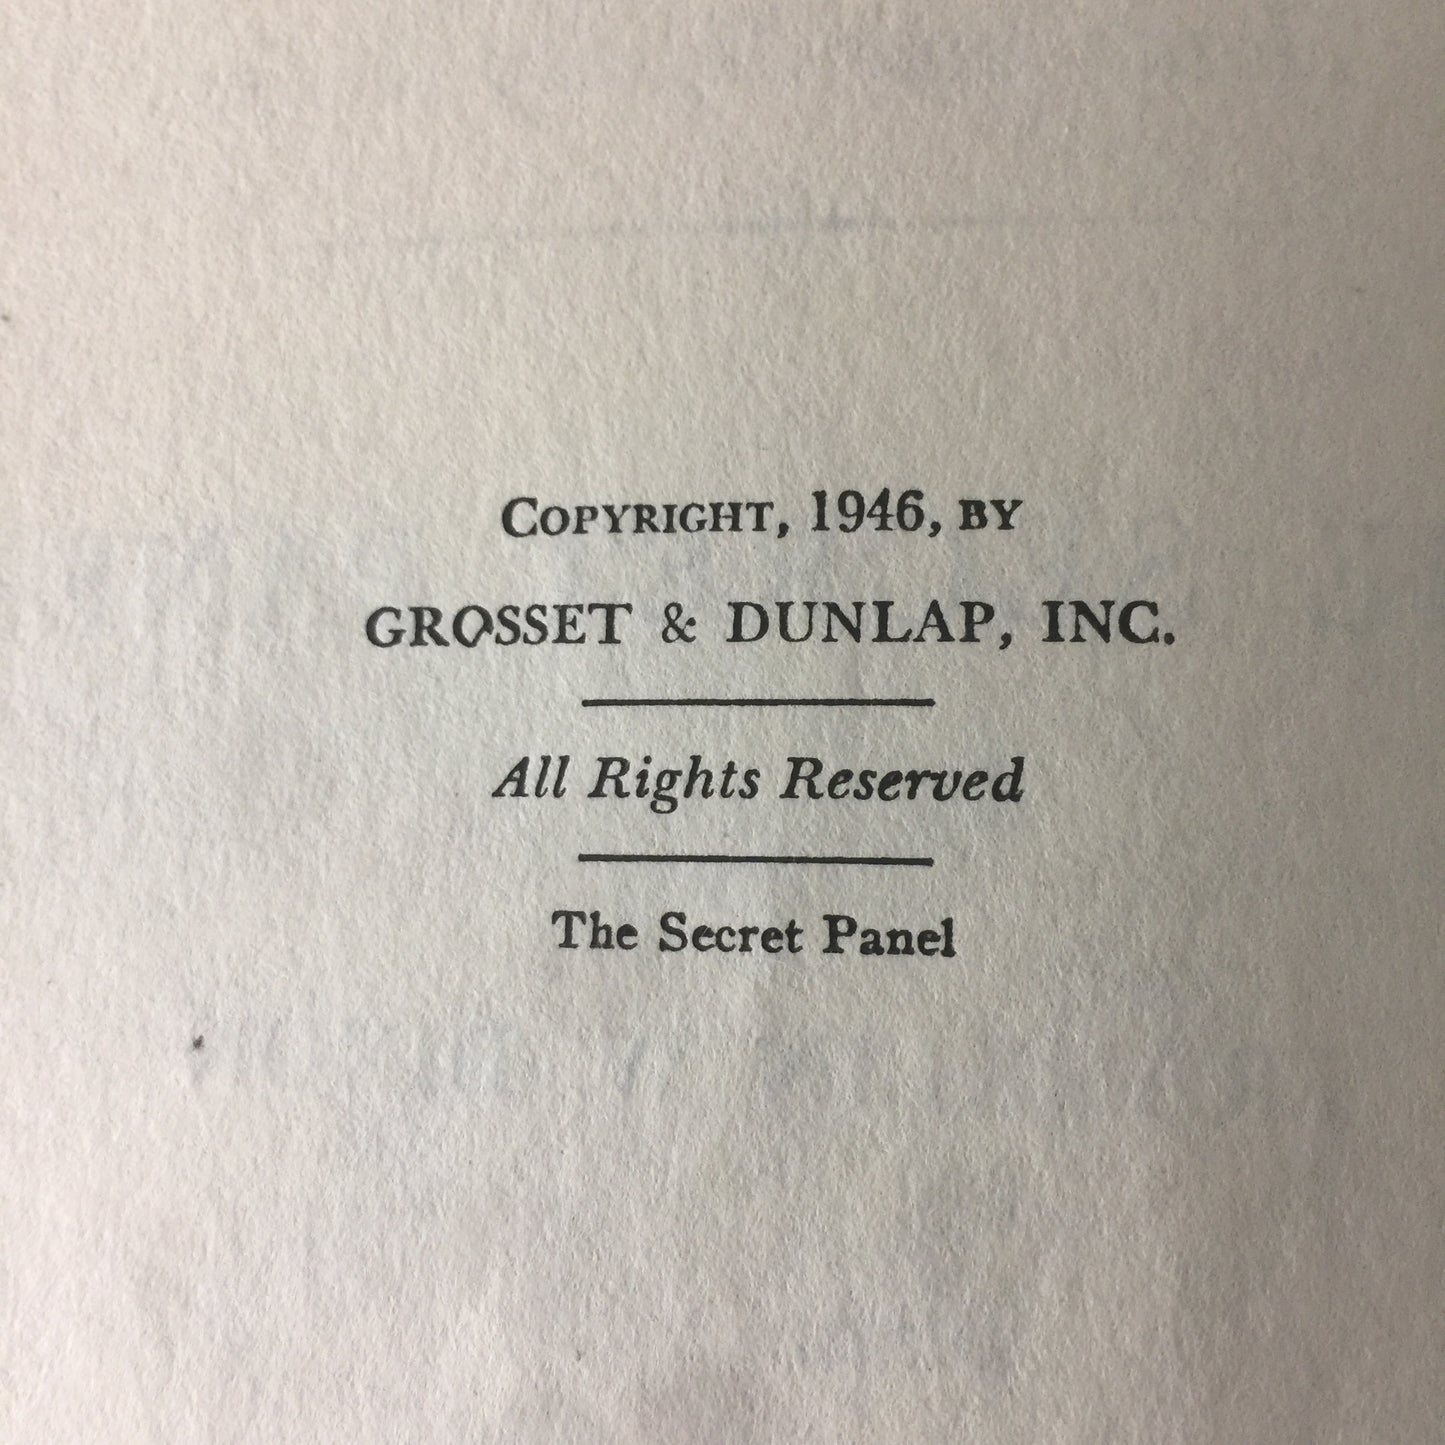 COPYRIGHT, 1946, BY
GROSSET & DUNLAP, INC.
All Rights Reserved
The Secret Panel